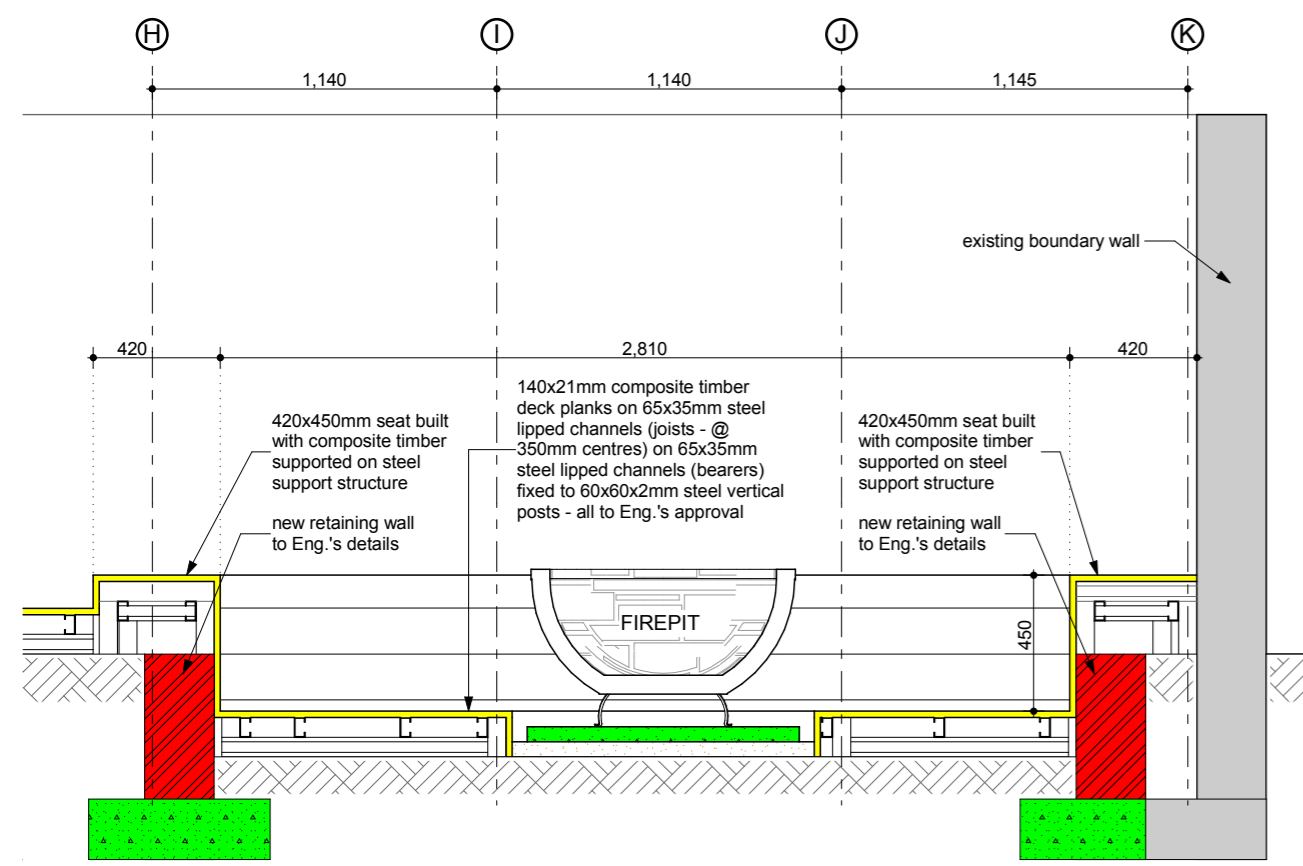 H
I
J
K
1,140
1,140
1,145
existing boundary wall
420
2,810
420
420x450mm seat built
with composite timber
supported on steel
support structure
new retaining wall
to Eng.'s details
140x21mm composite timber
deck planks on 65x35mm steel
lipped channels (joists - @
350mm centres) on 65x35mm
steel lipped channels (bearers)
fixed to 60x60x2mm steel vertical
posts - all to Eng.'s approval
420x450mm seat built
with composite timber
supported on steel
support structure
new retaining wall
to Eng.'s details
FIREPIT
450